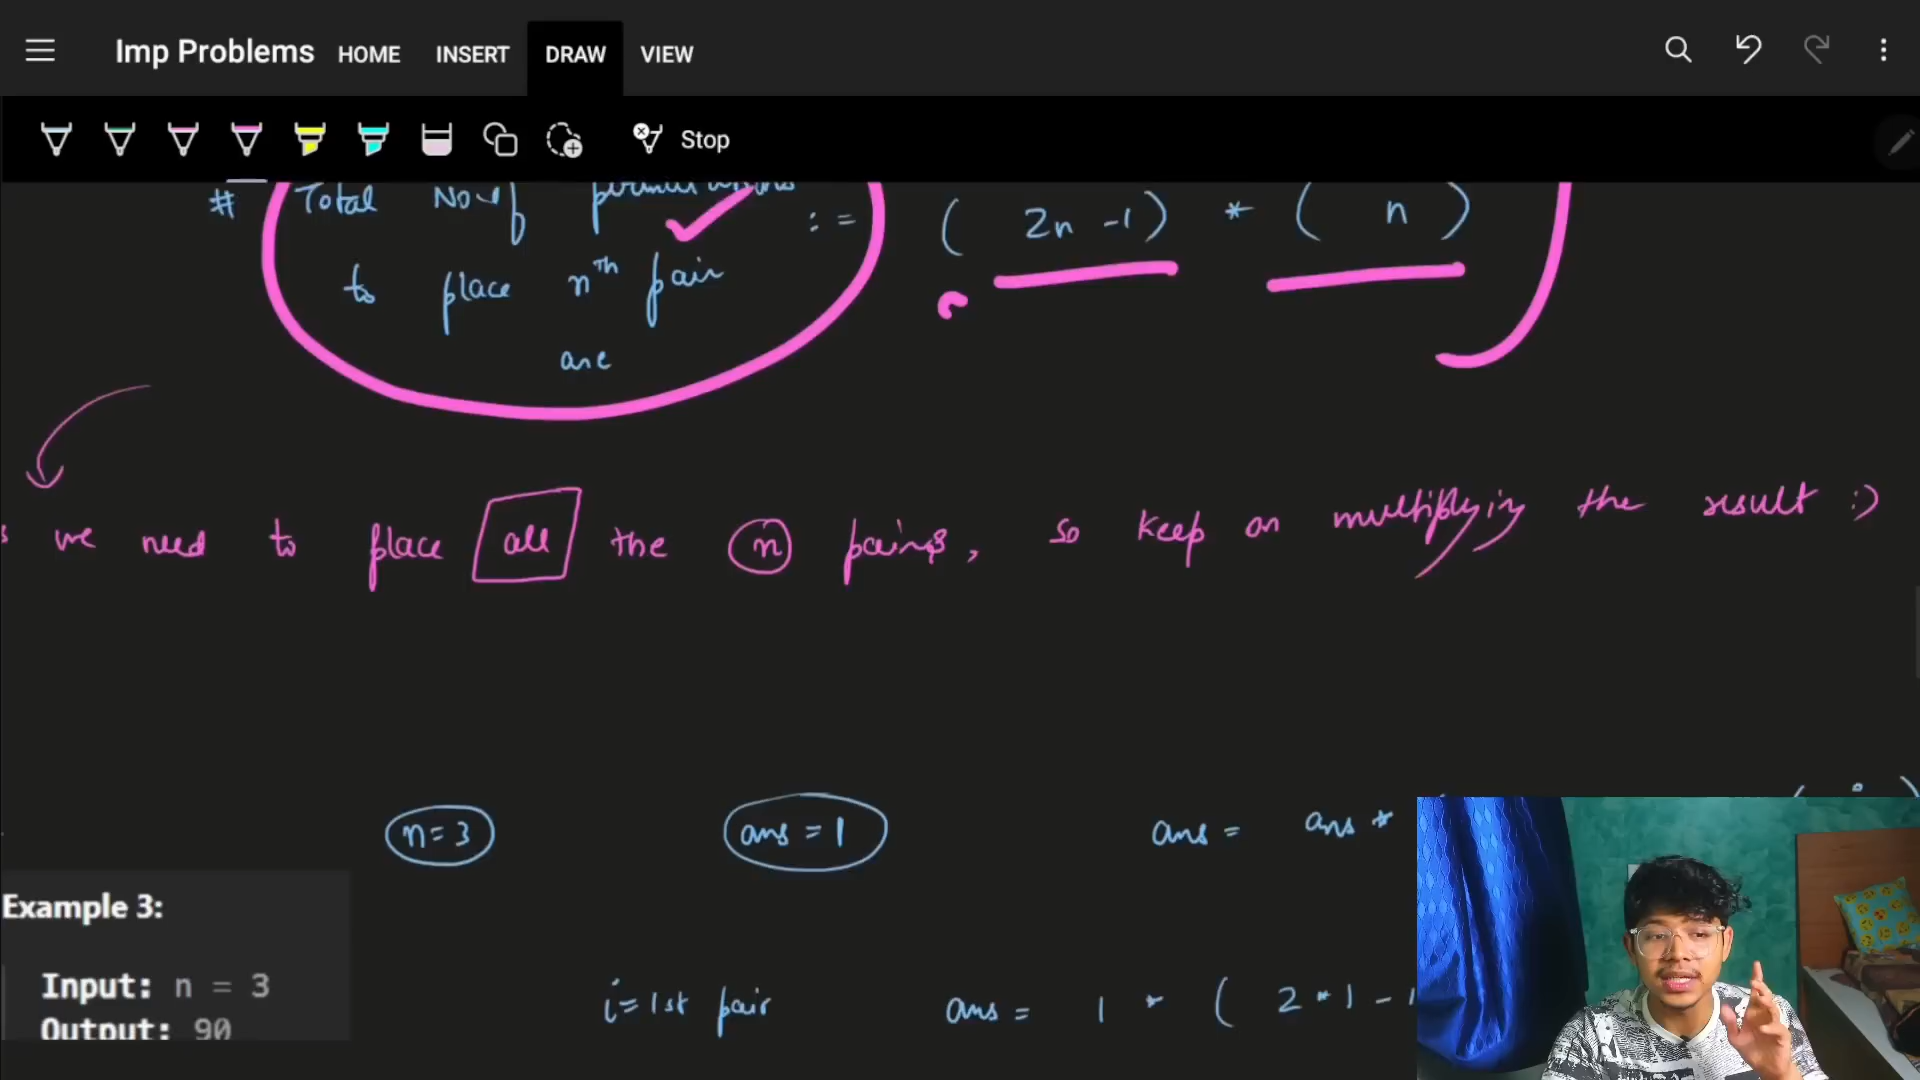 Imp Problems HOME INSERT DRAW VIEW
Stop
# Total No of permutations := (2n -1) * (n)
to place nth pair
are
we need to place all the n pairs, so keep on multiplying the result :)
n=3 ans = 1 ans = ans *
Example 3:
Input: n = 3
Output: 90
i=1st pair ans = 1 * ( 2*1 -